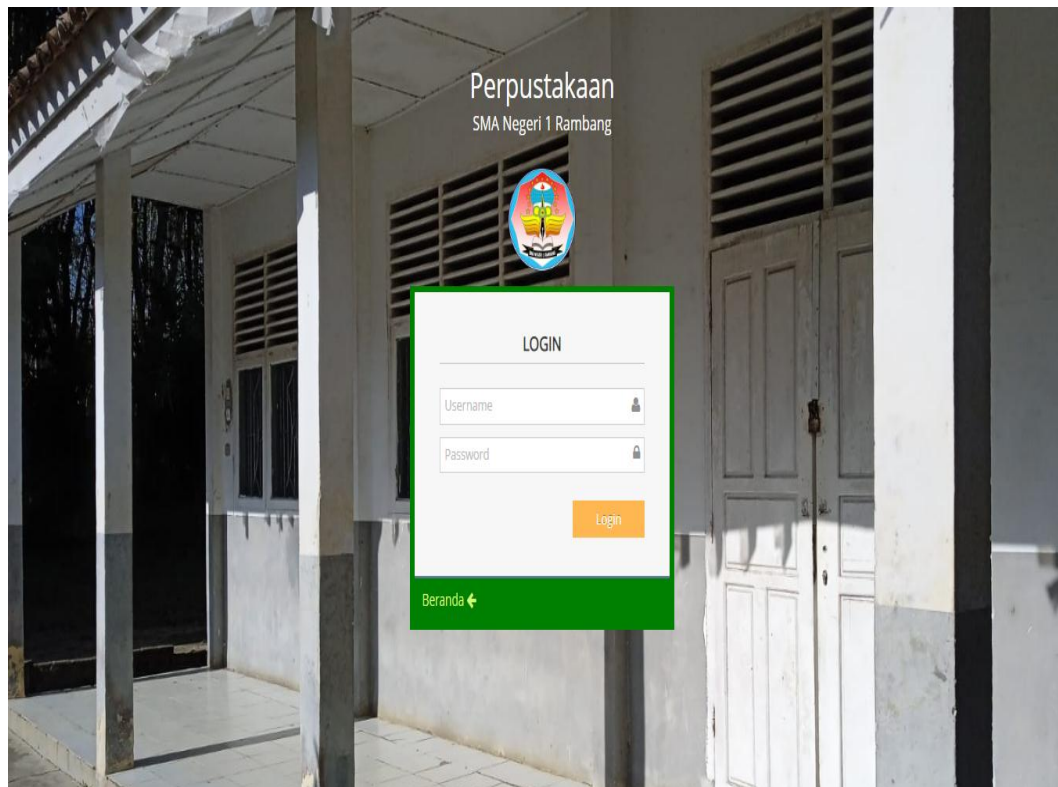 Perpustakaan
SMA Negeri 1 Rambang
LOGIN
Username
Password
Login
Beranda